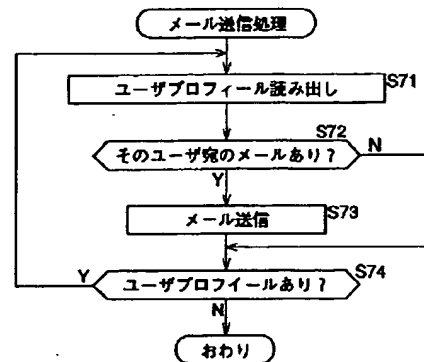 メール送信処理
ユーザプロフィール読み出し
S71
S72
そのユーザ宛のメールあり？
N
Y
メール送信
S73
S74
Y
ユーザプロフイールあり？
N
おわり